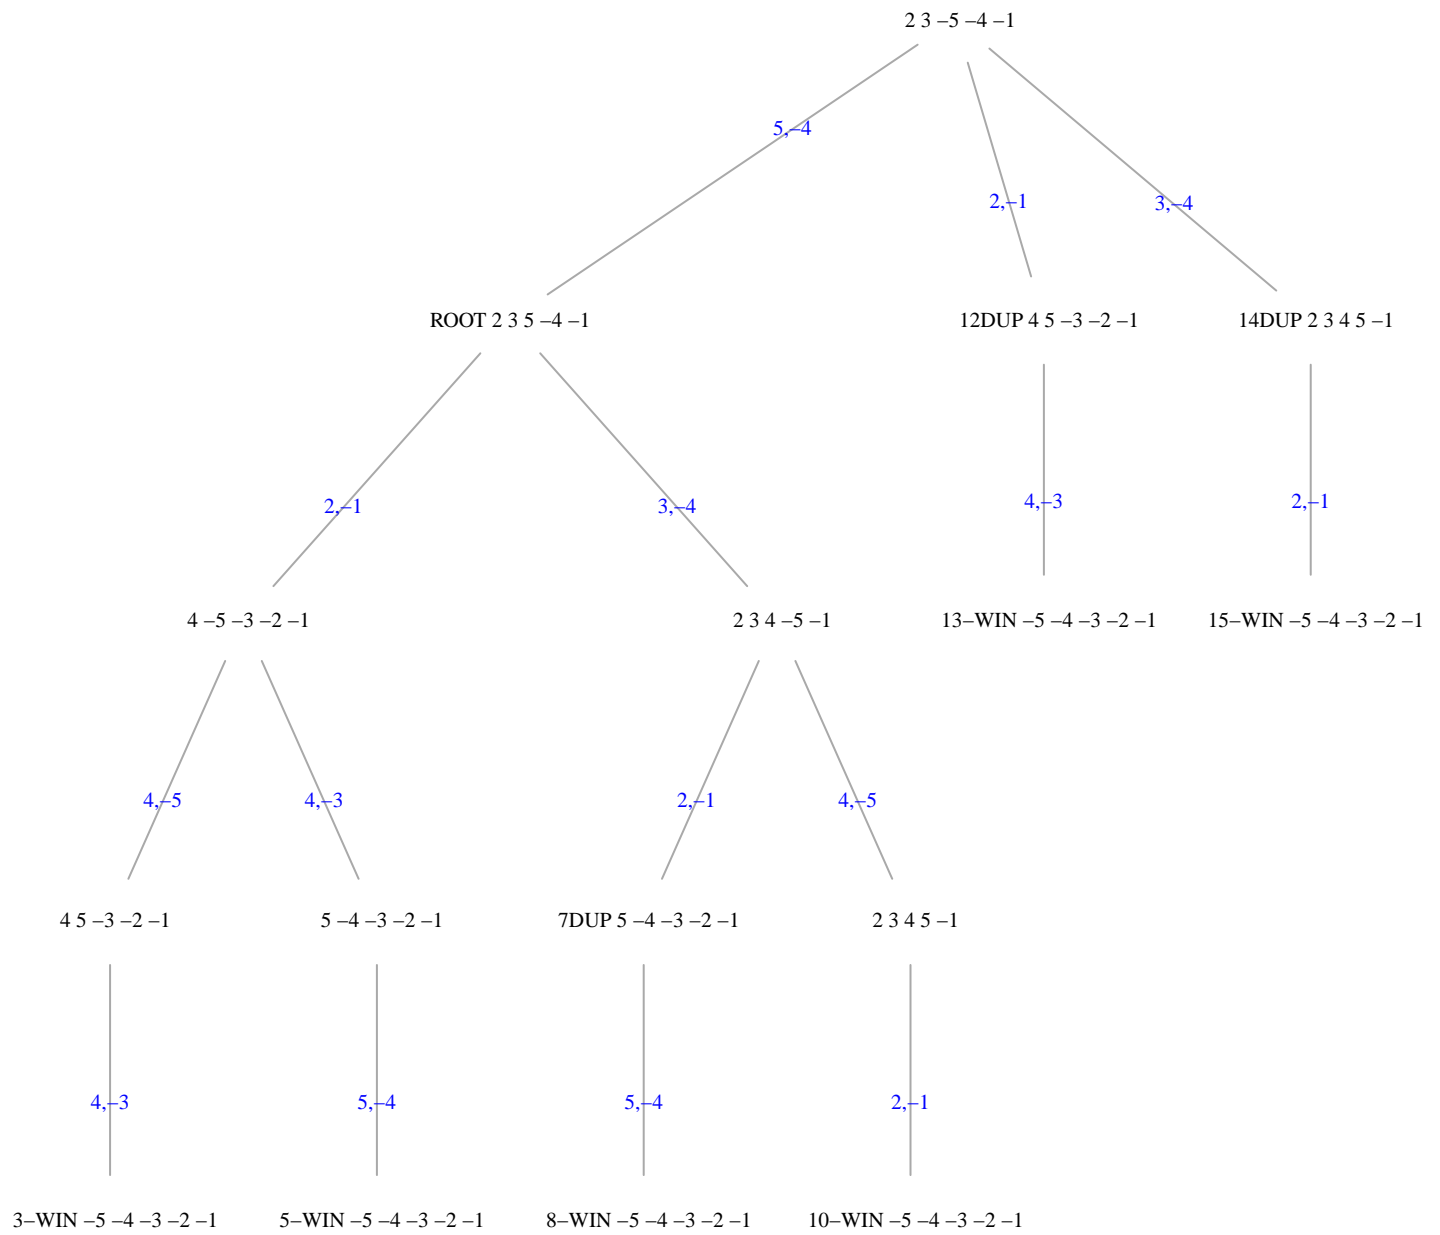 2 3 –5 –4 –1
5,–4
2,–1
3,–4
ROOT 2 3 5 –4 –1
12DUP 4 5 –3 –2 –1
14DUP 2 3 4 5 –1
2,–1
3,–4
4,–3
2,–1
4 –5 –3 –2 –1
2 3 4 –5 –1
13–WIN –5 –4 –3 –2 –1
15–WIN –5 –4 –3 –2 –1
4,–5
4,–3
2,–1
4,–5
4 5 –3 –2 –1
5 –4 –3 –2 –1
7DUP 5 –4 –3 –2 –1
2 3 4 5 –1
4,–3
5,–4
5,–4
2,–1
3–WIN –5 –4 –3 –2 –1
5–WIN –5 –4 –3 –2 –1
8–WIN –5 –4 –3 –2 –1
10–WIN –5 –4 –3 –2 –1